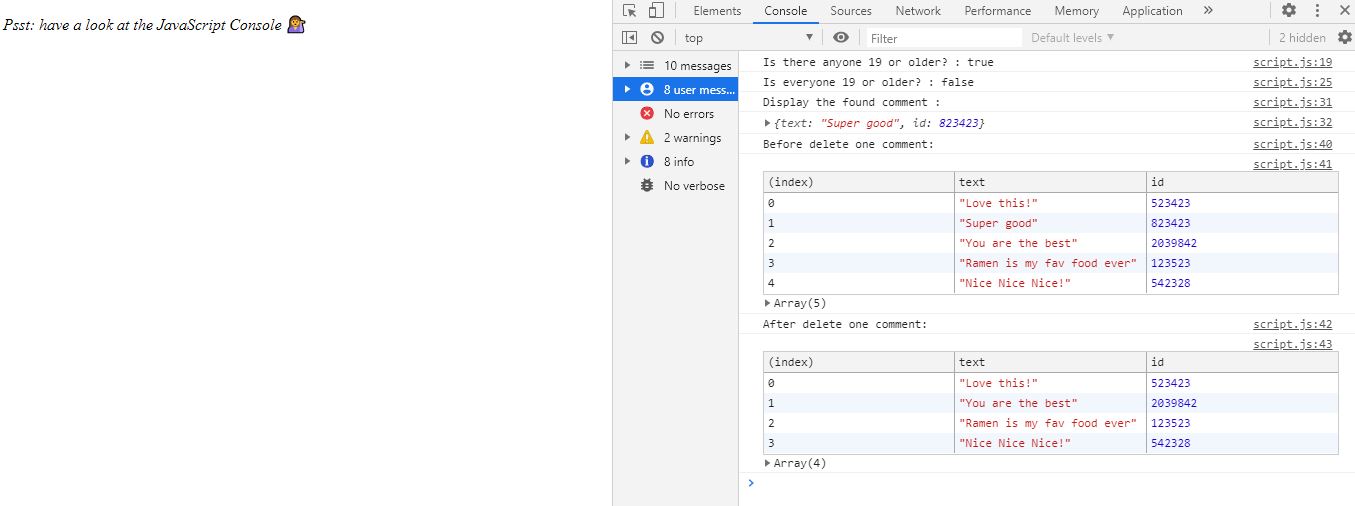 Psst: have a look at the JavaScript Console 💁
Elements Console Sources Network Performance Memory Application »
top ▼ Filter Default levels ▼ 2 hidden
10 messages
8 user mess...
No errors
2 warnings
8 info
No verbose
Is there anyone 19 or older? : true script.js:19
Is everyone 19 or older? : false script.js:25
Display the found comment : script.js:31
▶{text: "Super good", id: 823423} script.js:32
Before delete one comment: script.js:40
script.js:41
(index) text id
0 "Love this!" 523423
1 "Super good" 823423
2 "You are the best" 2039842
3 "Ramen is my fav food ever" 123523
4 "Nice Nice Nice!" 542328
▶Array(5)
After delete one comment: script.js:42
script.js:43
(index) text id
0 "Love this!" 523423
1 "You are the best" 2039842
2 "Ramen is my fav food ever" 123523
3 "Nice Nice Nice!" 542328
▶Array(4)
>